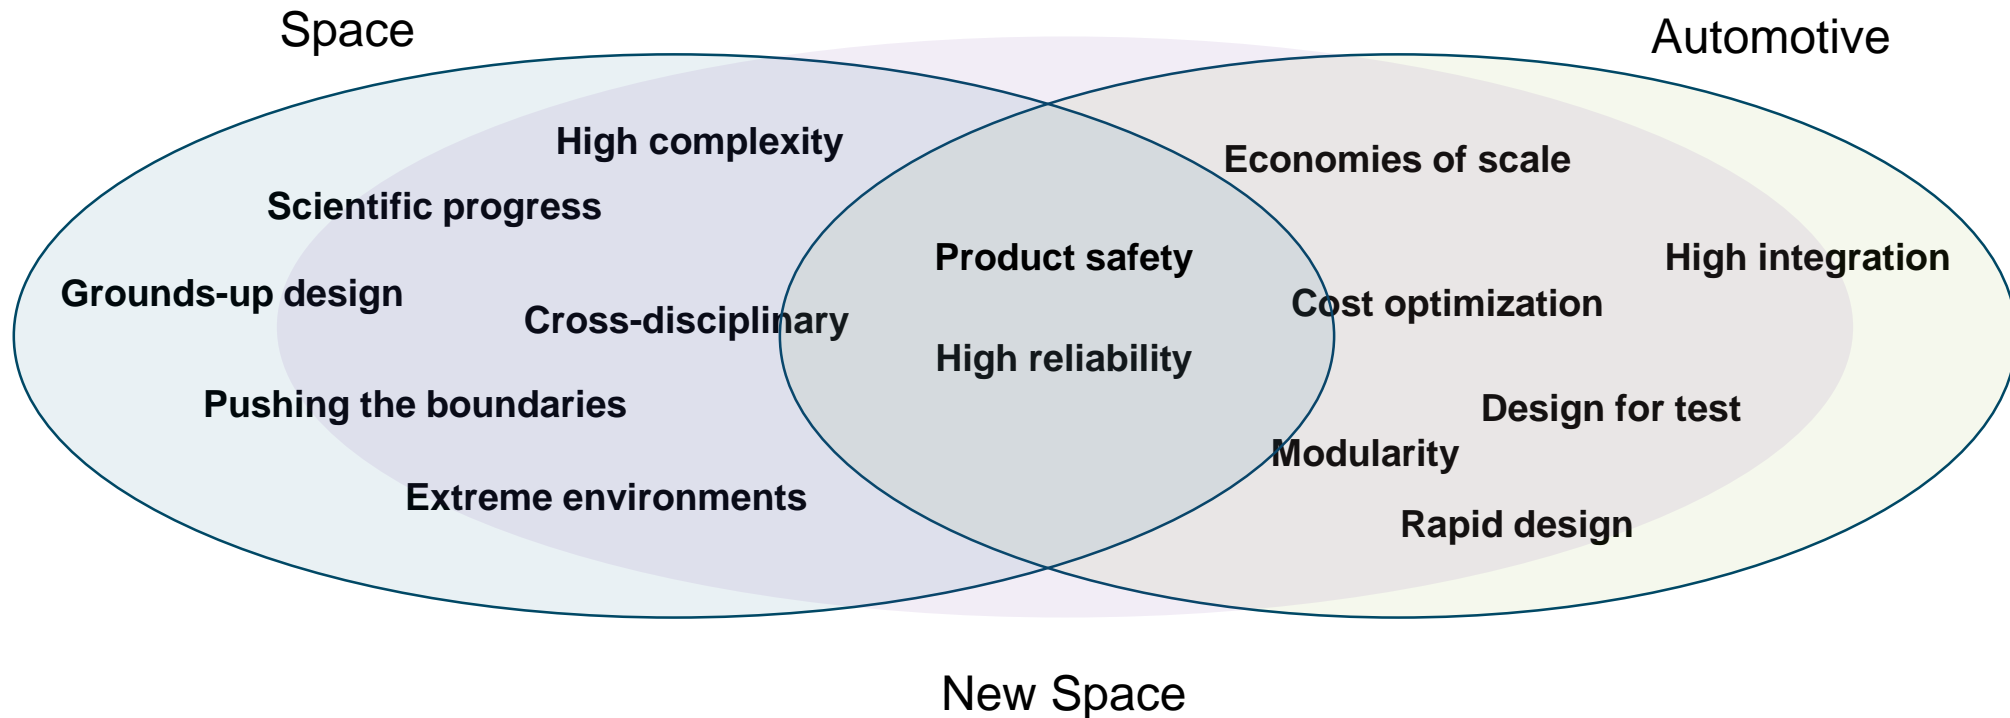 Space
Automotive
High complexity
Economies of scale
Scientific progress
Product safety
High integration
Grounds-up design
Cross-disciplinary
Cost optimization
High reliability
Pushing the boundaries
Design for test
Modularity
Extreme environments
Rapid design
New Space